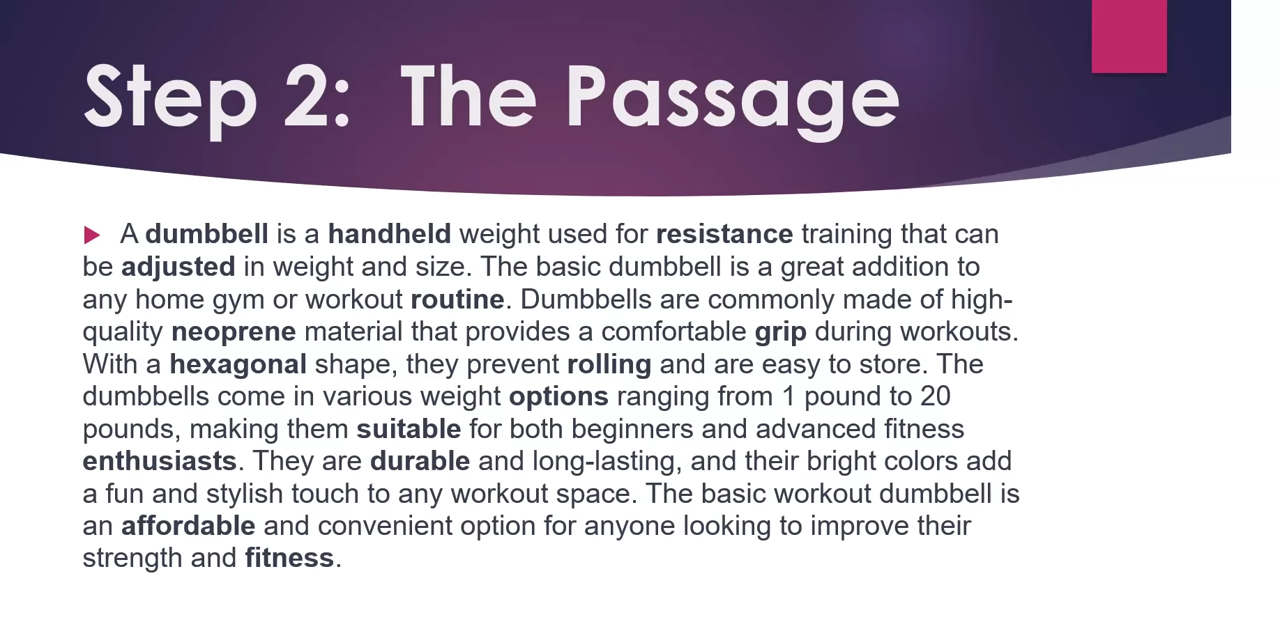 Step 2: The Passage
A dumbbell is a handheld weight used for resistance training that can
be adjusted in weight and size. The basic dumbbell is a great addition to
any home gym or workout routine. Dumbbells are commonly made of high-
quality neoprene material that provides a comfortable grip during workouts.
With a hexagonal shape, they prevent rolling and are easy to store. The
dumbbells come in various weight options ranging from 1 pound to 20
pounds, making them suitable for both beginners and advanced fitness
enthusiasts. They are durable and long-lasting, and their bright colors add
a fun and stylish touch to any workout space. The basic workout dumbbell is
an affordable and convenient option for anyone looking to improve their
strength and fitness.